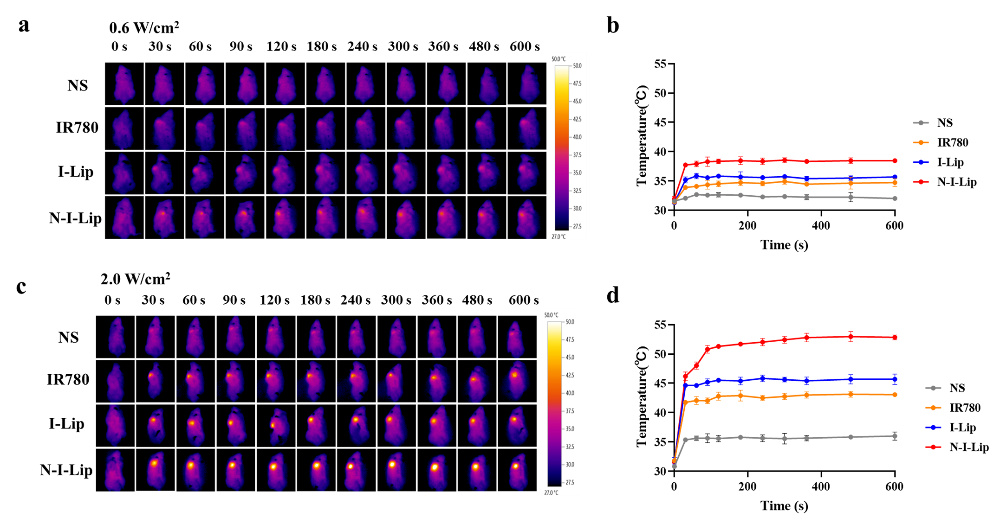 a
0.6 W/cm²
0 s 30 s 60 s 90 s 120 s 180 s 240 s 300 s 360 s 480 s 600 s
NS
IR780
I-Lip
N-I-Lip
50.0 °C
50.0
47.5
45.0
42.5
40.0
37.5
35.0
32.5
30.0
27.5
27.0 °C
b
Temperature(℃)
55
50
45
40
35
30
0 200 400 600
Time (s)
NS
IR780
I-Lip
N-I-Lip
c
2.0 W/cm²
0 s 30 s 60 s 90 s 120 s 180 s 240 s 300 s 360 s 480 s 600 s
NS
IR780
I-Lip
N-I-Lip
50.0 °C
50.0
47.5
45.0
42.5
40.0
37.5
35.0
32.5
30.0
27.5
27.0 °C
d
Temperature(℃)
55
50
45
40
35
30
0 200 400 600
Time (s)
NS
IR780
I-Lip
N-I-Lip